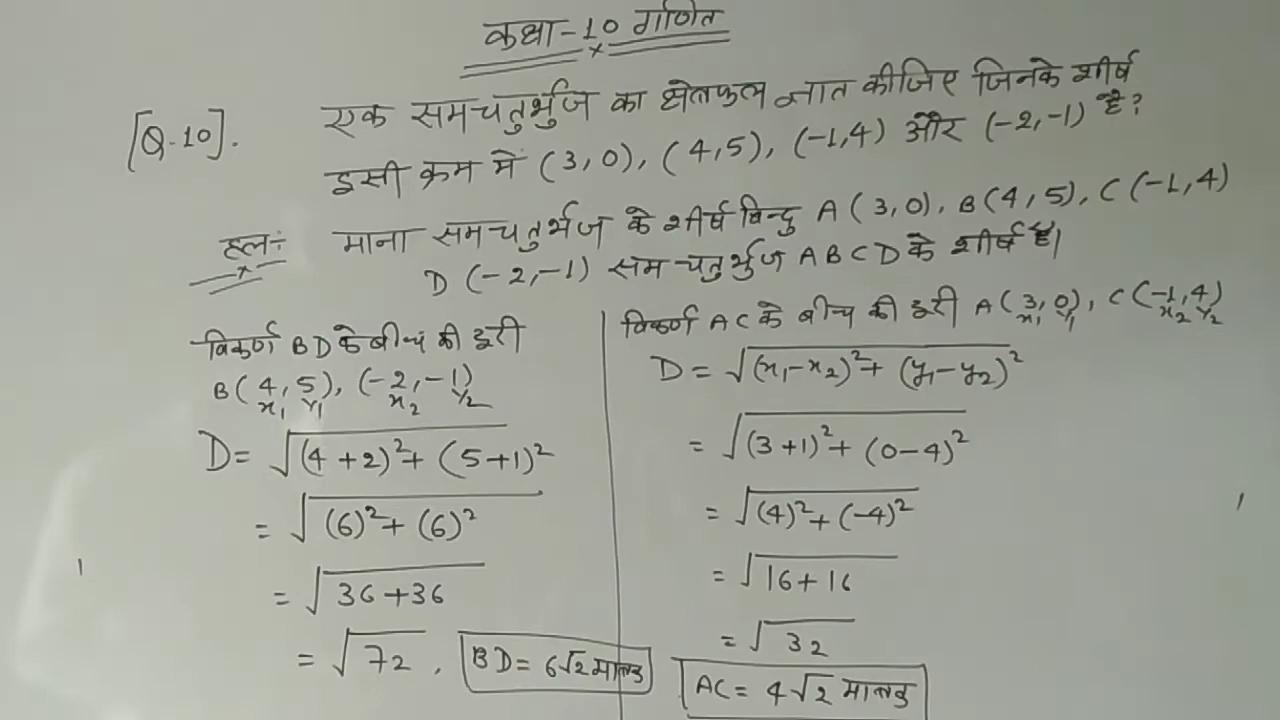 कक्षा-10 गणित
[Q.10]. एक समचतुर्भुज का क्षेत्रफल ज्ञात कीजिए जिनके शीर्ष
इसी क्रम में (3,0), (4,5), (-1,4) और (-2,-1) है?
हल:- माना समचतुर्भुज के शीर्ष बिन्दु A(3,0), B(4,5), C(-1,4)
D(-2,-1) समचतुर्भुज ABCD के शीर्ष है।
विकर्ण BD के बीच की दूरी
B(4,5), (-2,-1)
x₁ y₁ x₂ y₂
D= √(4+2)²+(5+1)²
= √(6)²+(6)²
= √36+36
= √72, BD= 6√2 मात्रक
विकर्ण AC के बीच की दूरी A(3,0), C(-1,4)
x₁ y₁ x₂ y₂
D= √(x₁-x₂)²+(y₁-y₂)²
= √(3+1)²+(0-4)²
= √(4)²+(-4)²
= √16+16
= √32
AC= 4√2 मात्रक